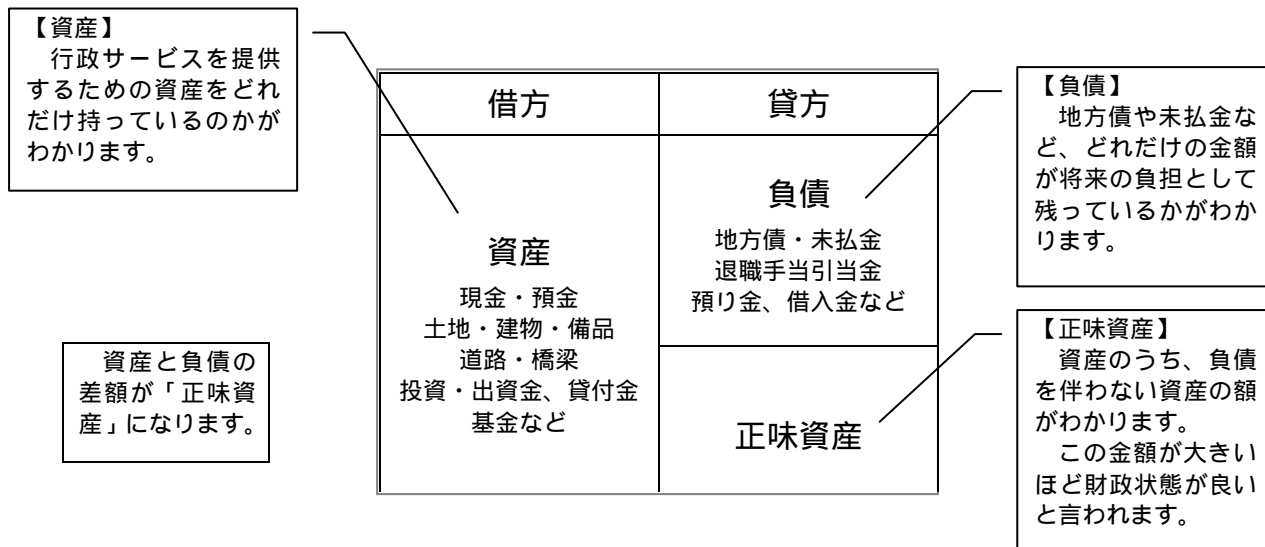 【資産】
行政サービスを提供
するための資産をどれ
だけ持っているのかが
わかります。
資産と負債の
差額が「正味資
産」になります。
借方
貸方
資産
現金・預金
土地・建物・備品
道路・橋梁
投資・出資金、貸付金
基金など
負債
地方債・未払金
退職手当引当金
預り金、借入金など
正味資産
【負債】
地方債や未払金な
ど、どれだけの金額
が将来の負担として
残っているかがわか
ります。
【正味資産】
資産のうち、負債
を伴わない資産の額
がわかります。
この金額が大きい
ほど財政状態が良い
と言われます。